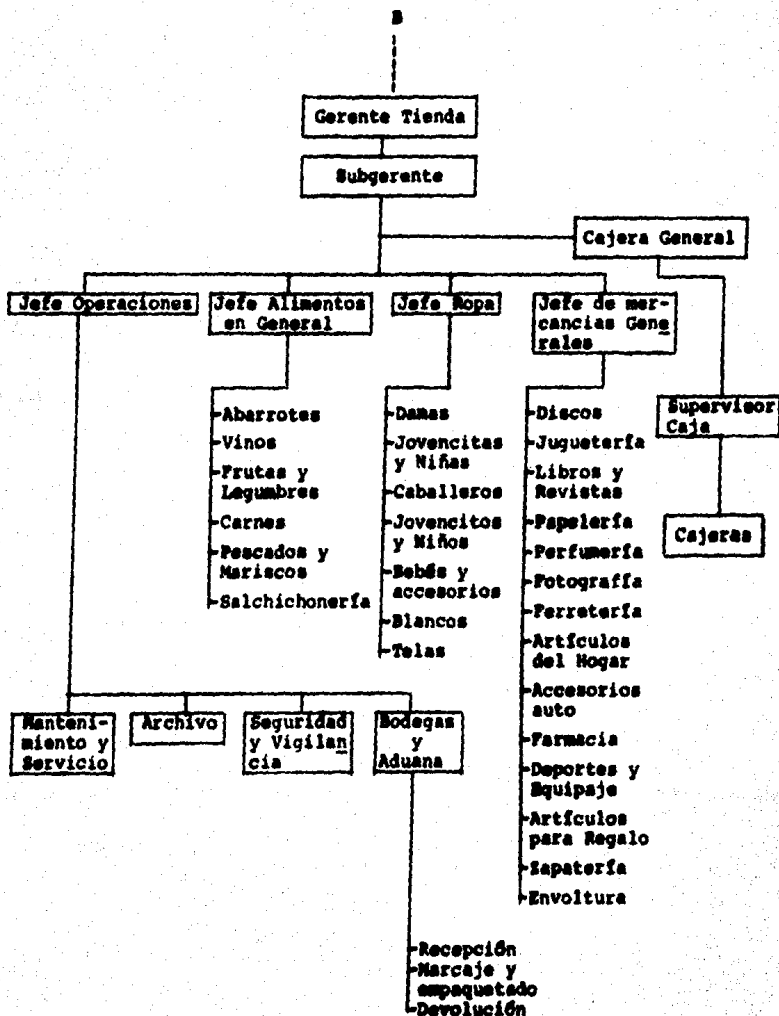 B
Gerente Tienda
Subgerente
Cajera General
Jefe Operaciones
Jefe Alimentos
en General
Jefe Ropa
Jefe de mer-
cancias Gene
rales
Abarrotes
Vinos
Frutas y
Legumbres
Carnes
Pescados y
Mariscos
Salchichonería
Damas
Jovencitas
y Niñas
Caballeros
Jovencitos
y Niños
Bebés y
accesorios
Blancos
Telas
Discos
Juguetería
Libros y
Revistas
Papelería
Perfumería
Fotografía
Ferretería
Artículos
del Hogar
Accesorios
auto
Farmacia
Deportes y
Equipaje
Artículos
para Regalo
Zapatería
Envoltura
Supervisor
Caja
Cajeras
Manteni-
miento y
Servicio
Archivo
Seguridad
y Vigilan
cia
Bodegas
y
Aduana
Recepción
Marcaje y
empaquetado
Devolución